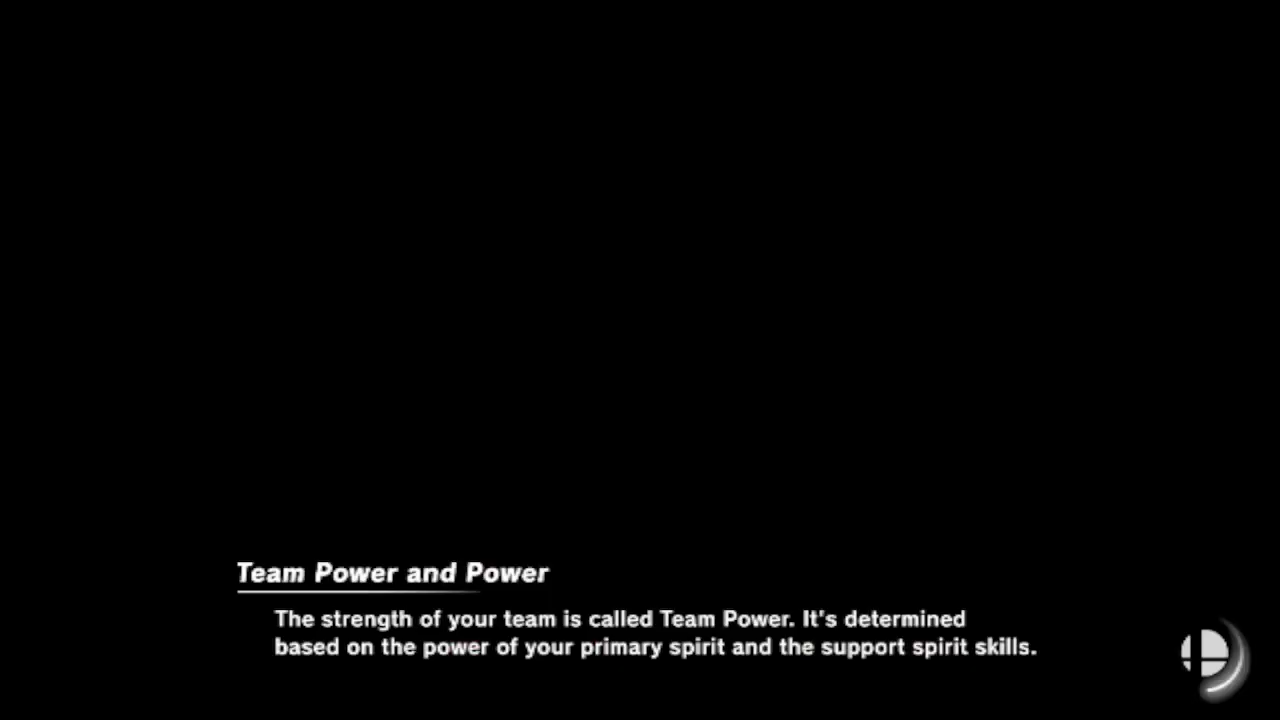 Team Power and Power
The strength of your team is called Team Power. It's determined
based on the power of your primary spirit and the support spirit skills.